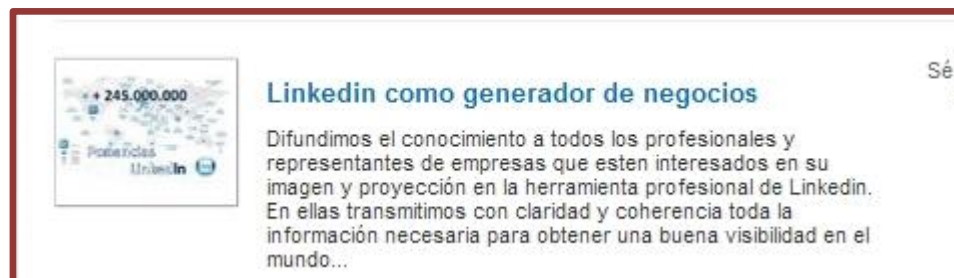 + 245.000.000
Ponencias
LinkedIn
Linkedin como generador de negocios
Sé
Difundimos el conocimiento a todos los profesionales y
representantes de empresas que esten interesados en su
imagen y proyección en la herramienta profesional de Linkedin.
En ellas transmitimos con claridad y coherencia toda la
información necesaria para obtener una buena visibilidad en el
mundo...